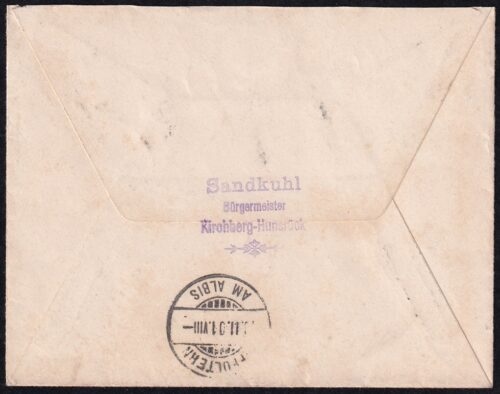 Sandkuhl
Bürgermeister
Kirchberg-Hunsrück
AM ALBIS